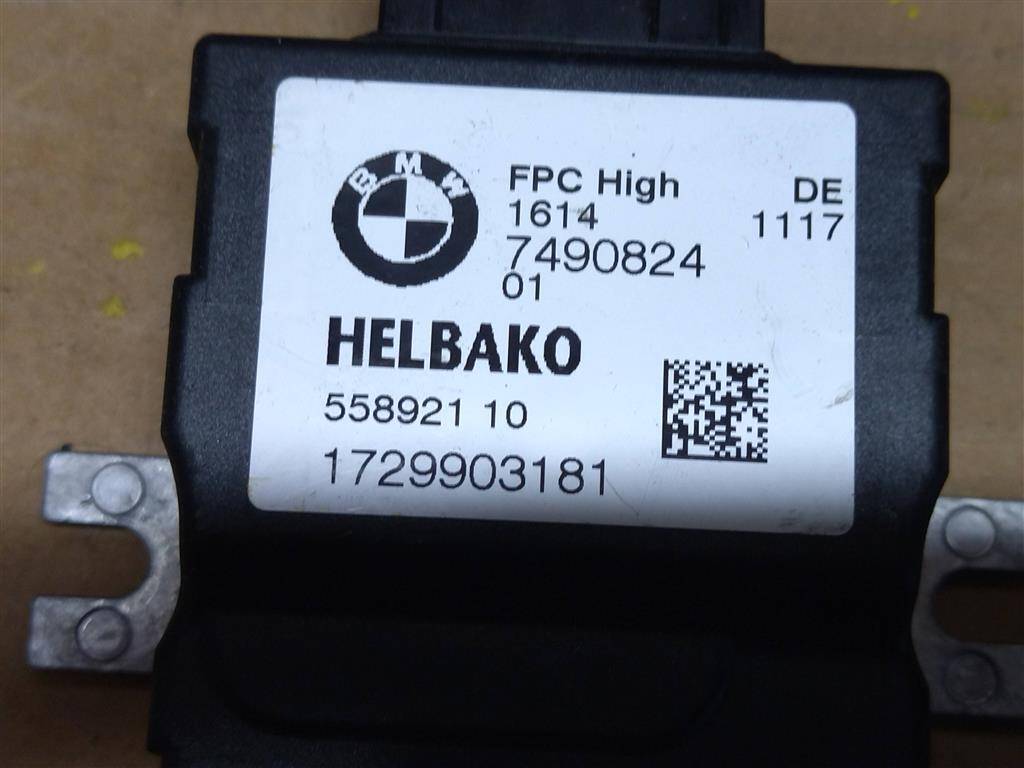 BMW
FPC High
DE
1614
1117
7490824
01
HELBAKO
558921 10
1729903181